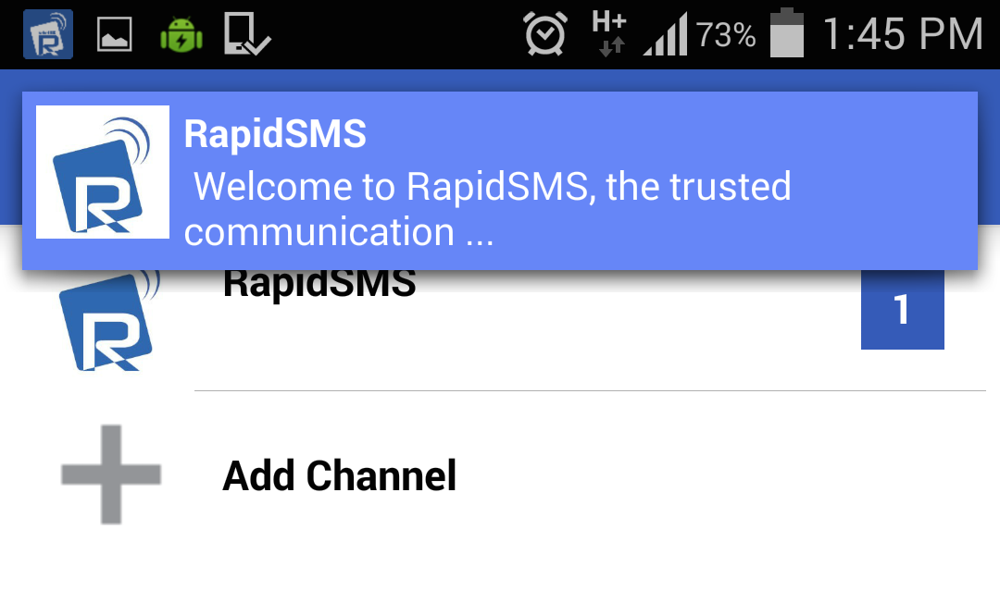 H+
73%
1:45 PM
RapidSMS
Welcome to RapidSMS, the trusted
communication ...
RapidSMS
1
Add Channel